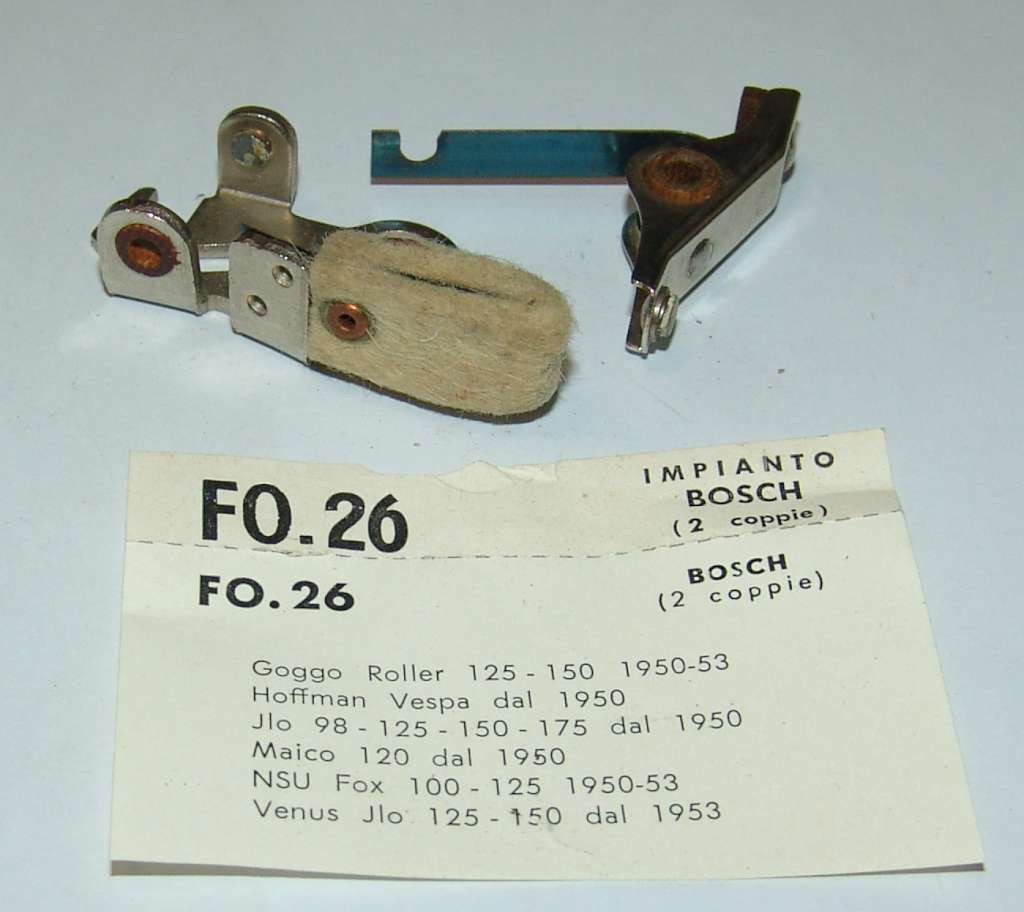 FO.26
IMPIANTO
BOSCH
(2 coppie)
FO.26
BOSCH
(2 coppie)
Goggo Roller 125 - 150 1950-53
Hoffman Vespa dal 1950
Jlo 98 - 125 - 150 - 175 dal 1950
Maico 120 dal 1950
NSU Fox 100 - 125 1950-53
Venus Jlo 125 - 150 dal 1953